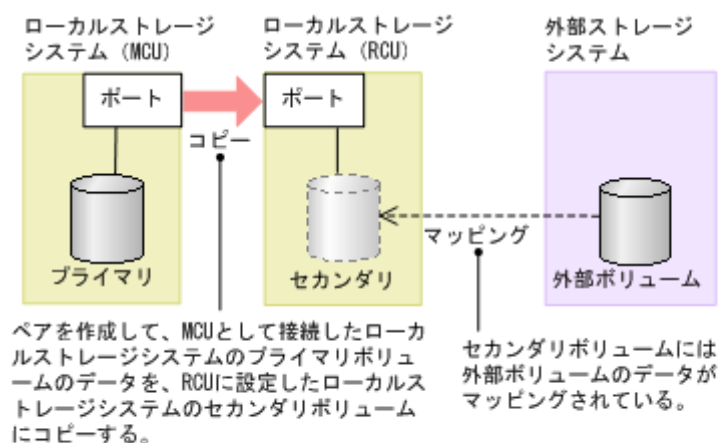 ローカルストレージ
システム (MCU)
ローカルストレージ
システム (RCU)
外部ストレージ
システム
ポート
ポート
コピー
マッピング
プライマリ
セカンダリ
外部ボリューム
ペアを作成して、MCUとして接続したローカ
ルストレージシステムのプライマリボリュ
ームのデータを、RCUに設定したローカルス
トレージシステムのセカンダリボリューム
にコピーする。
セカンダリボリュームには
外部ボリュームのデータが
マッピングされている。